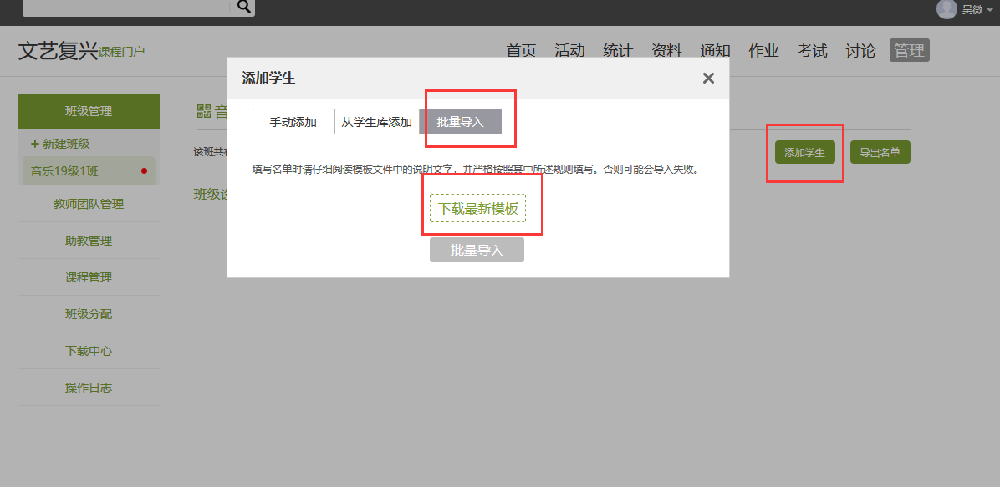 吴微
文艺复兴课程门户
首页 活动 统计 资料 通知 作业 考试 讨论 管理
添加学生
班级管理
手动添加 从学生库添加 批量导入
+ 新建班级
该班共
添加学生 导出名单
音乐19级1班
填写名单时请仔细阅读模板文件中的说明文字，并严格按照其中所述规则填写。否则可能会导入失败。
班级
教师团队管理
下载最新模板
助教管理
批量导入
课程管理
班级分配
下载中心
操作日志